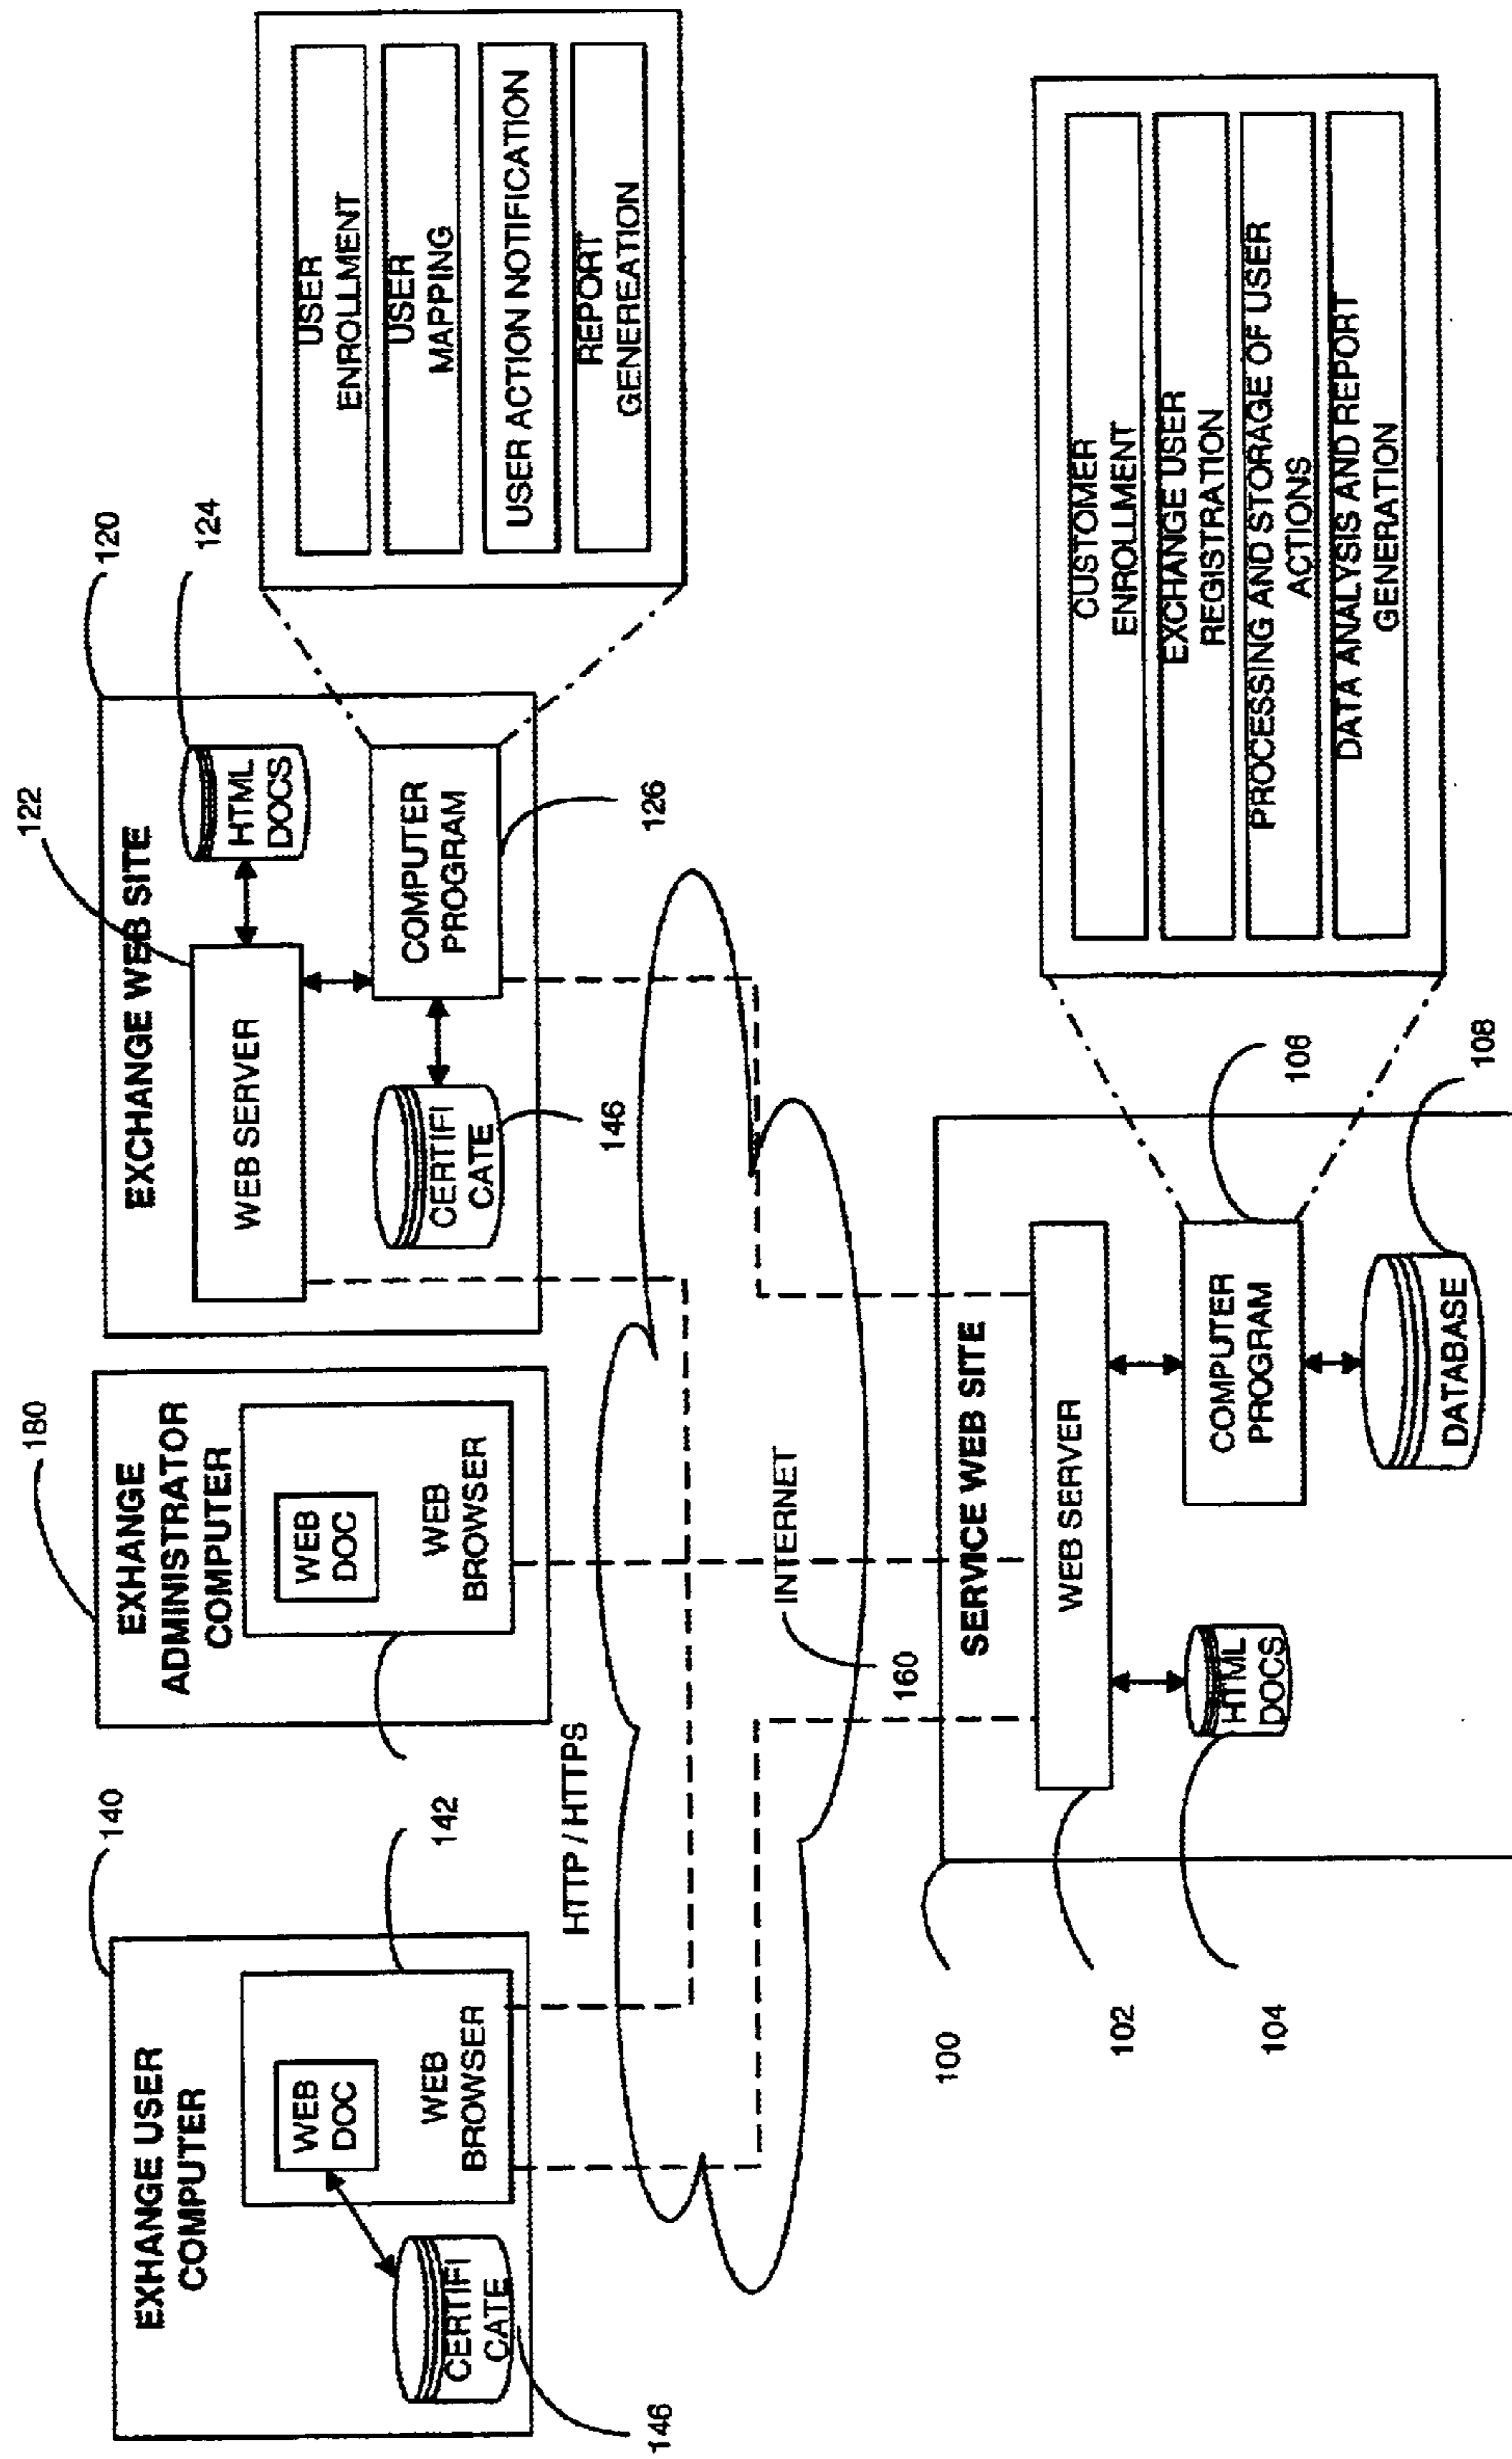 EXHANGE USER
COMPUTER
140
WEB
DOC
WEB
BROWSER
142
CERTIFI
CATE
146
EXHANGE
ADMINISTRATOR
COMPUTER
180
WEB
DOC
WEB
BROWSER
EXCHANGE WEB SITE
120
WEB SERVER
122
HTML
DOCS
124
COMPUTER
PROGRAM
126
CERTIFI
CATE
146
USER
ENROLLMENT
USER
MAPPING
USER ACTION NOTIFICATION
REPORT
GENEREATION
HTTP / HTTPS
INTERNET
160
SERVICE WEB SITE
100
WEB SERVER
102
HTML
DOCS
104
COMPUTER
PROGRAM
106
DATABASE
108
CUSTOMER
ENROLLMENT
EXCHANGE USER
REGISTRATION
PROCESSING AND STORAGE OF USER
ACTIONS
DATA ANALYSIS AND REPORT
GENERATION